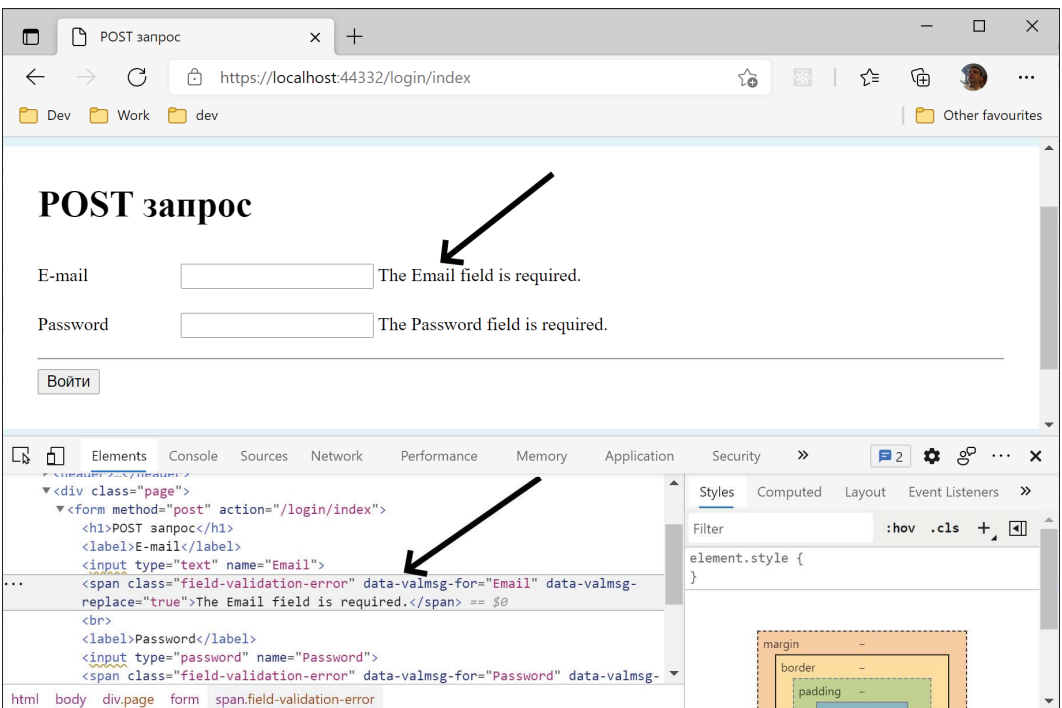 POST запрос
https://localhost:44332/login/index
Dev Work dev Other favourites
POST запрос
E-mail The Email field is required.
Password The Password field is required.
Войти
Elements Console Sources Network Performance Memory Application Security » 2
Styles Computed Layout Event Listeners »
Filter :hov .cls +
element.style {
}
margin –
border –
padding –
<header>…</header>
▼<div class="page">
▼<form method="post" action="/login/index">
<h1>POST запрос</h1>
<label>E-mail</label>
<input type="text" name="Email">
<span class="field-validation-error" data-valmsg-for="Email" data-valmsg-
replace="true">The Email field is required.</span> == $0
<br>
<label>Password</label>
<input type="password" name="Password">
<span class="field-validation-error" data-valmsg-for="Password" data-valmsg-
html body div.page form span.field-validation-error